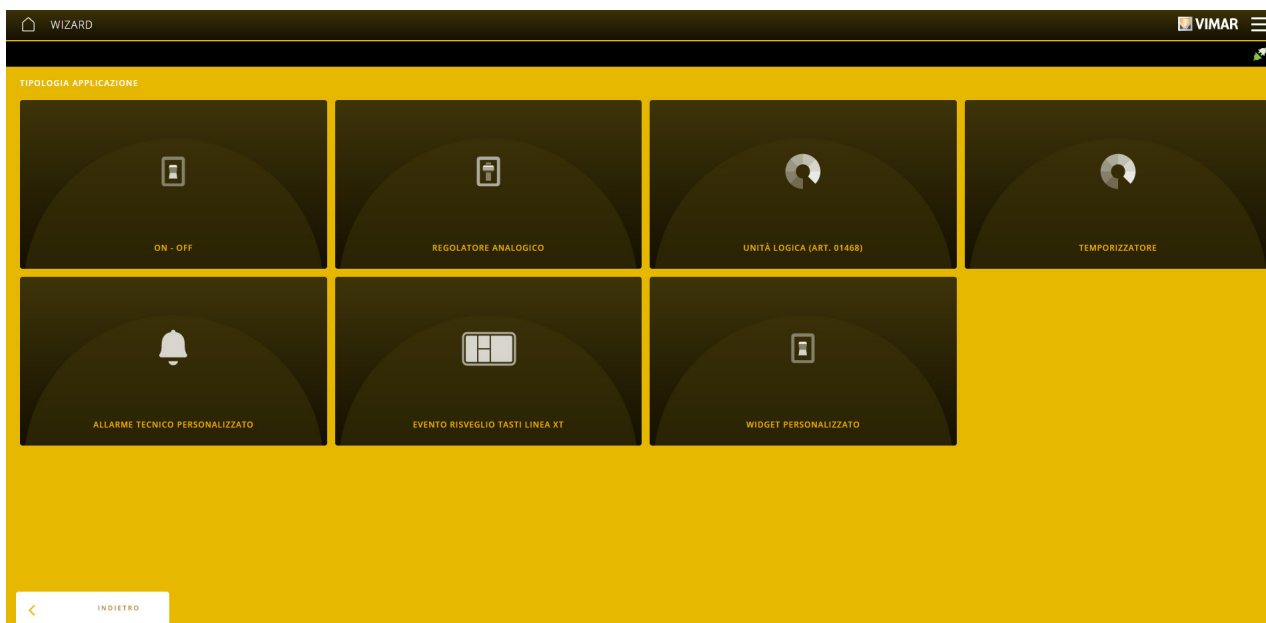 WIZARD
VIMAR
TIPOLOGIA APPLICAZIONE
ON - OFF
REGOLATORE ANALOGICO
UNITÀ LOGICA (ART. 01468)
TEMPORIZZATORE
ALLARME TECNICO PERSONALIZZATO
EVENTO RISVEGLIO TASTI LINEA XT
WIDGET PERSONALIZZATO
INDIETRO